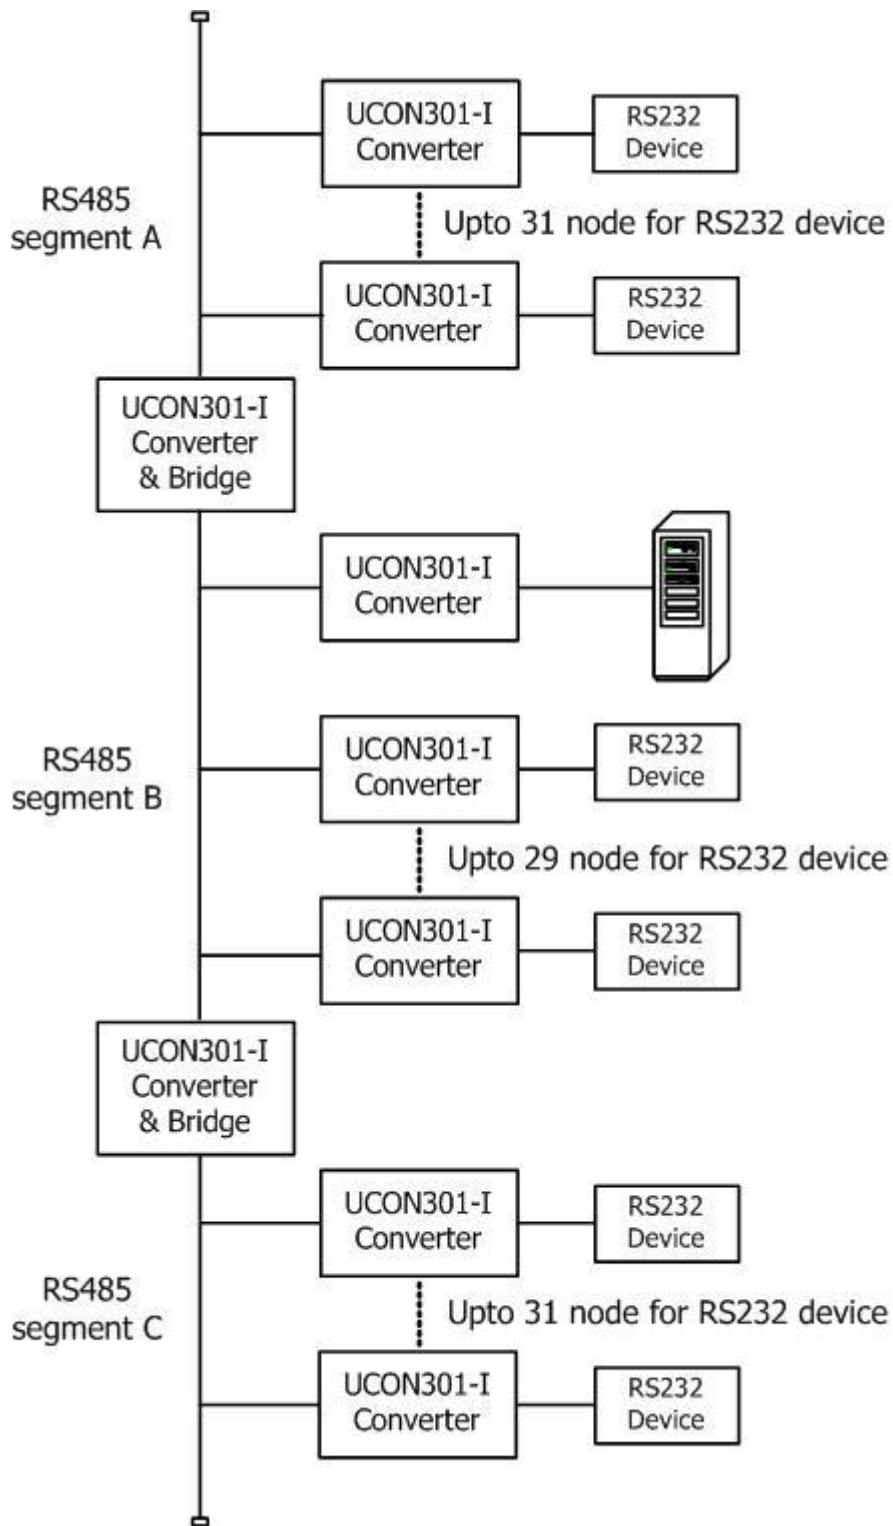 UCON301-I
Converter
RS232
Device
RS485
segment A
Upto 31 node for RS232 device
UCON301-I
Converter
RS232
Device
UCON301-I
Converter
& Bridge
UCON301-I
Converter
RS485
segment B
UCON301-I
Converter
RS232
Device
Upto 29 node for RS232 device
UCON301-I
Converter
RS232
Device
UCON301-I
Converter
& Bridge
UCON301-I
Converter
RS232
Device
RS485
segment C
Upto 31 node for RS232 device
UCON301-I
Converter
RS232
Device